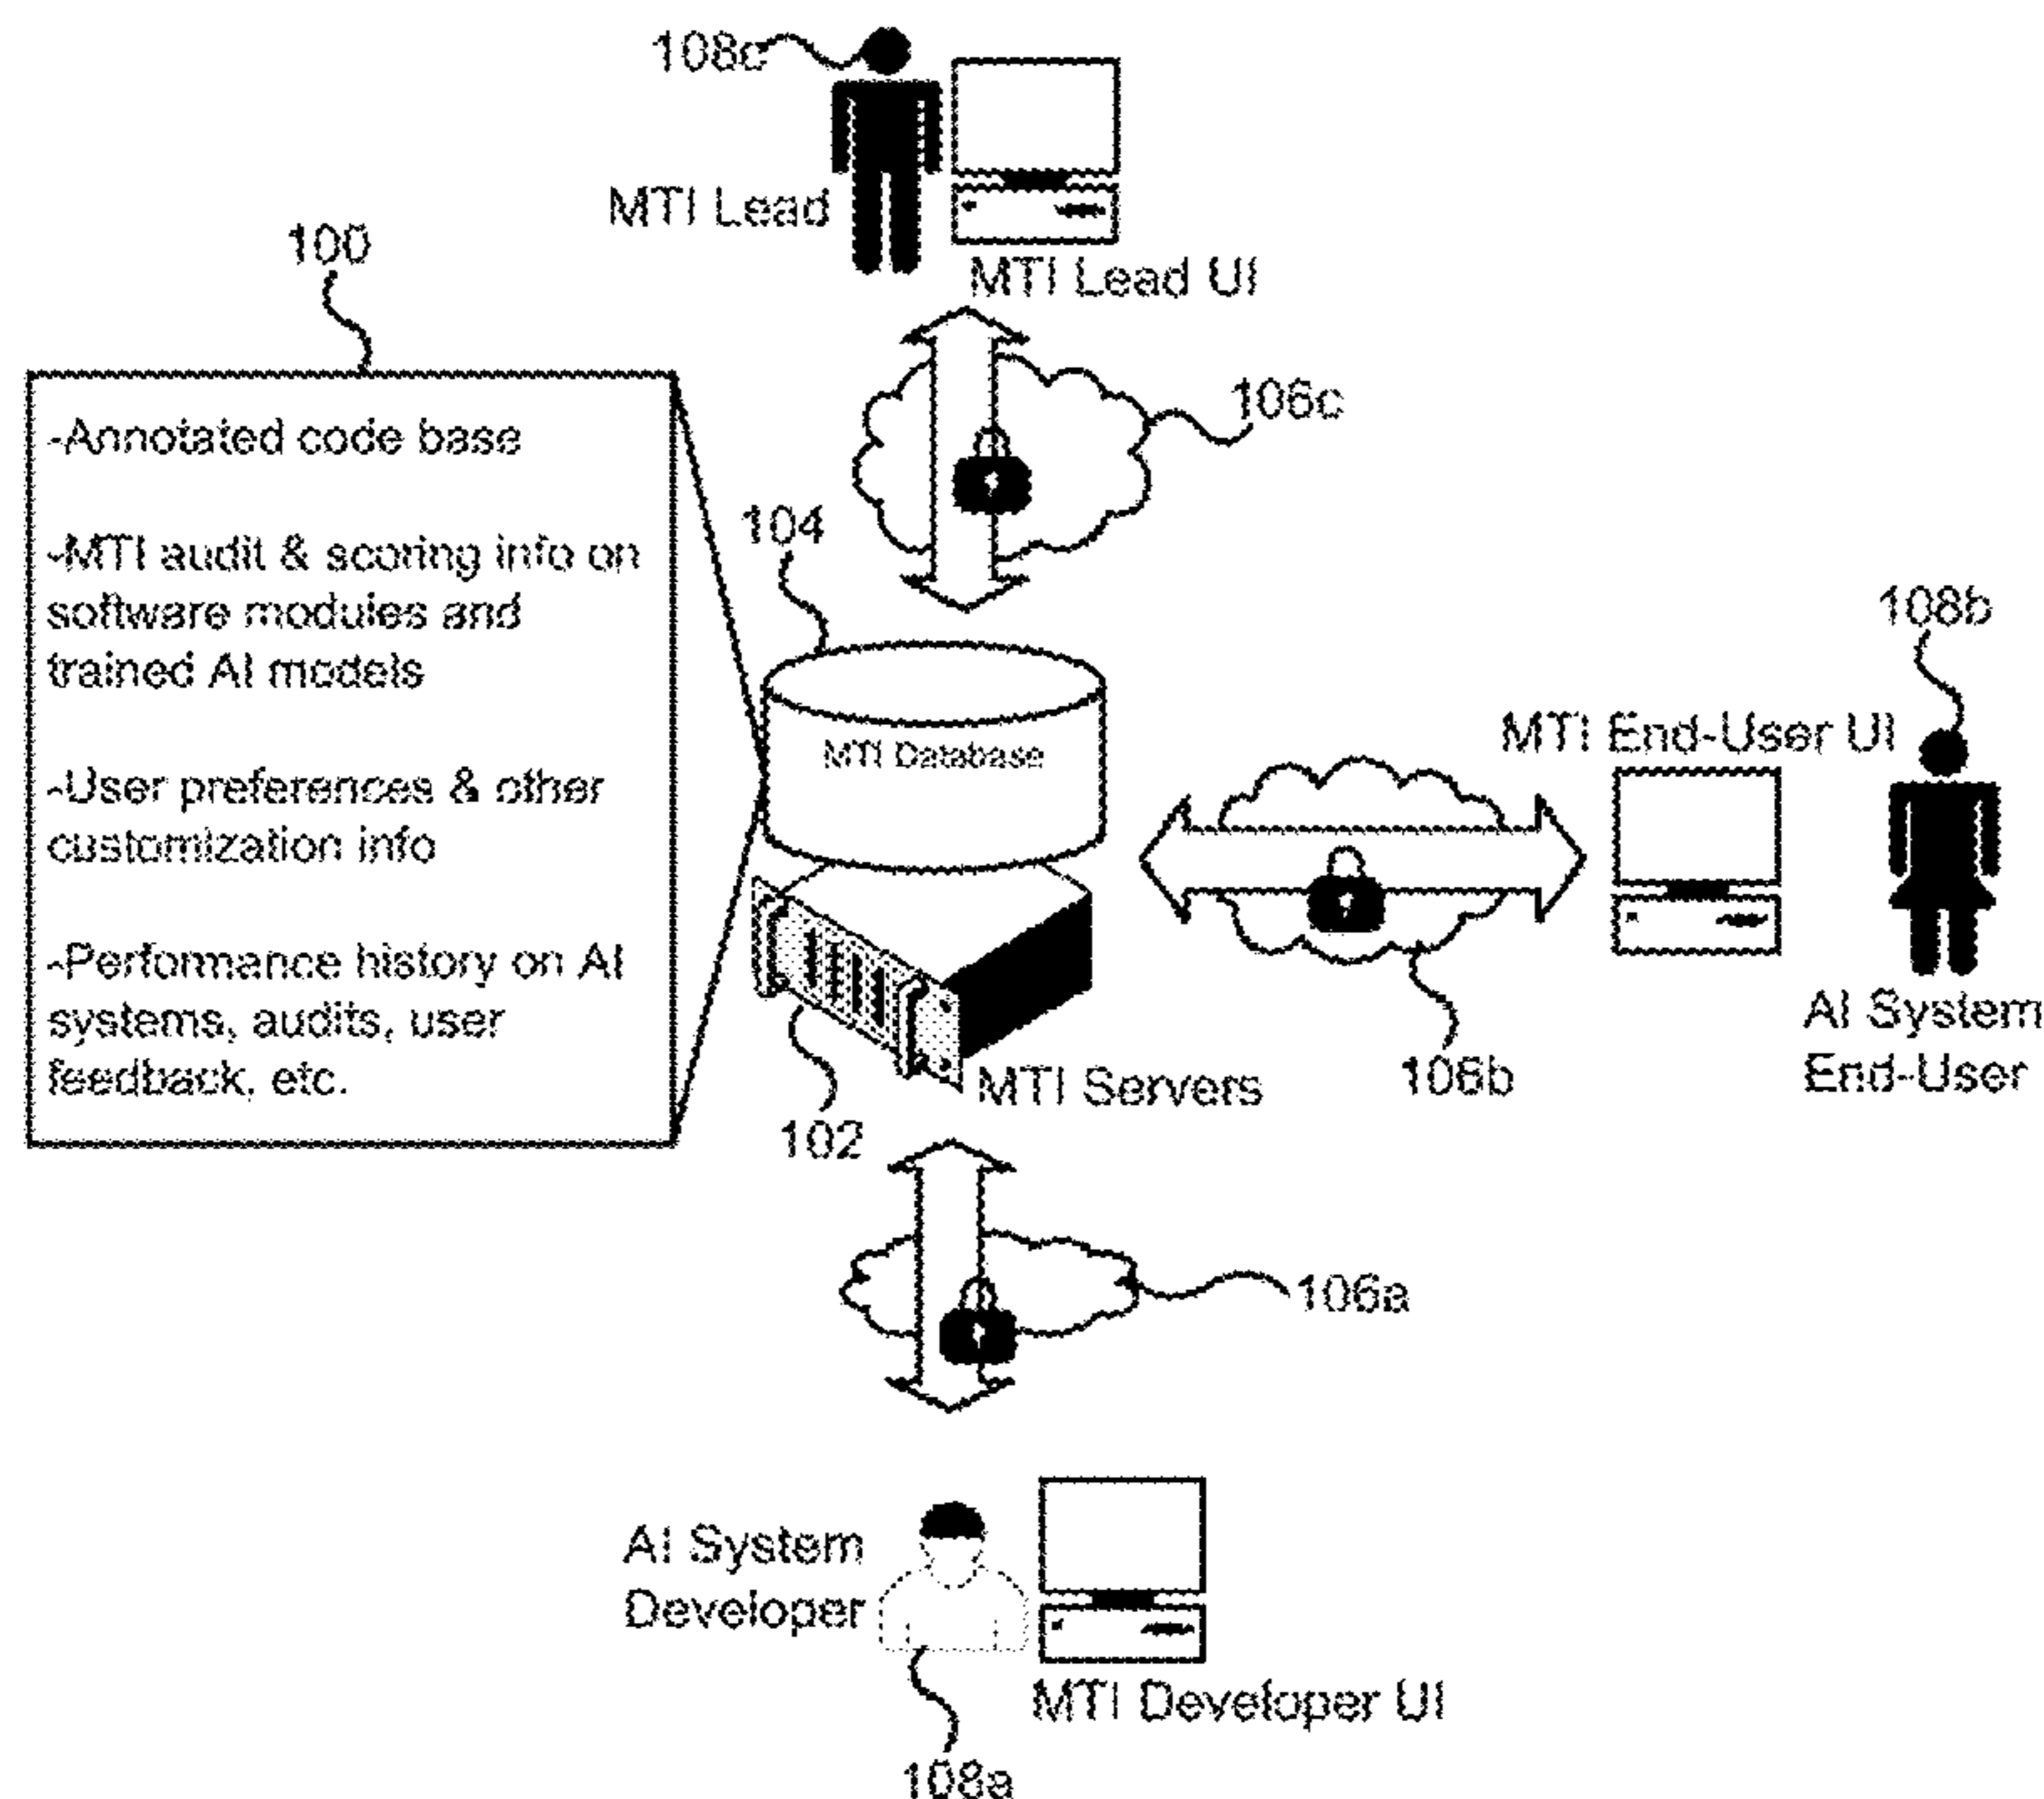 108c
MTI Lead
MTI Lead UI
100
106c
-Annotated code base
-MTI audit & scoring info on
software modules and
trained AI models
-User preferences & other
customization info
-Performance history on AI
systems, audits, user
feedback, etc.
104
MTI Database
108b
MTI End-User UI
AI System
End-User
106b
MTI Servers
102
106a
AI System
Developer
MTI Developer UI
108a